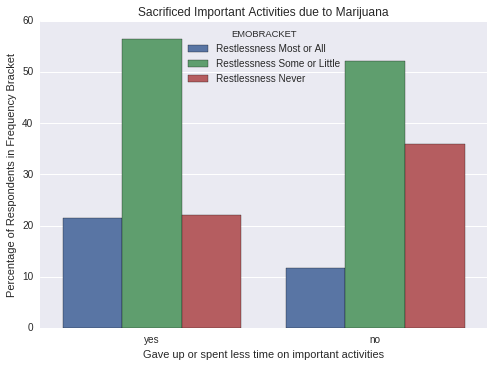 Sacrificed Important Activities due to Marijuana
EMOBRACKET
Restlessness Most or All
Restlessness Some or Little
Restlessness Never
Percentage of Respondents in Frequency Bracket
60
50
40
30
20
10
0
yes no
Gave up or spent less time on important activities